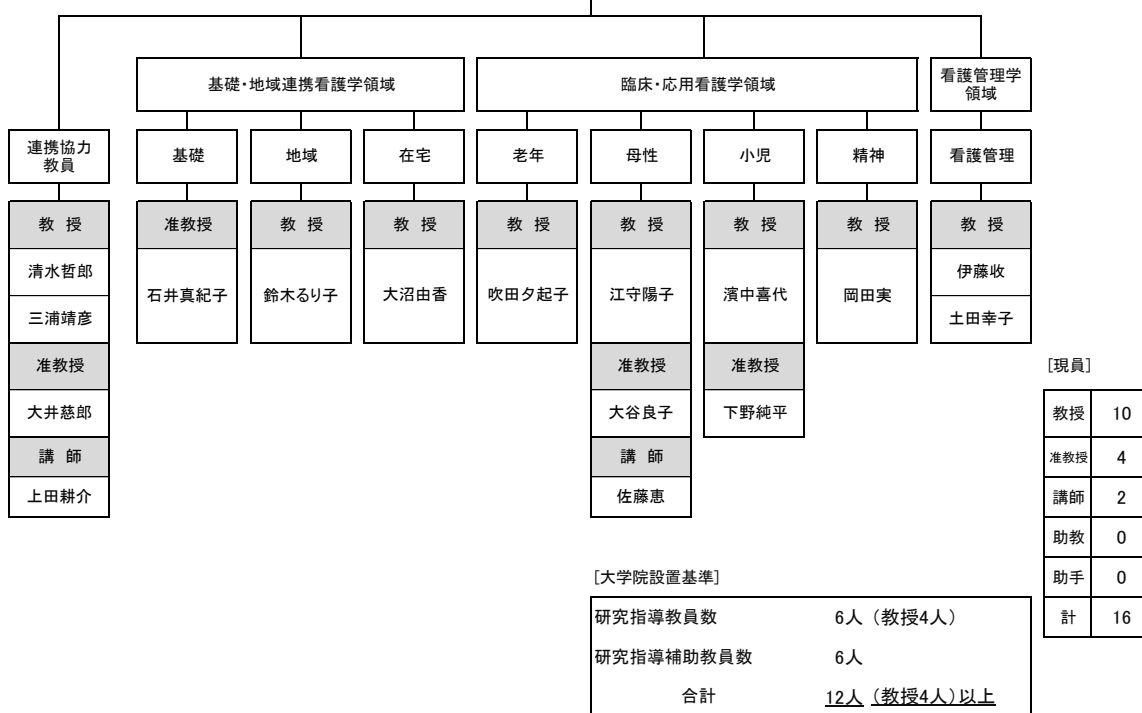 基礎・地域連携看護学領域
臨床・応用看護学領域
看護管理学
領域
連携協力
教員
基礎
地域
在宅
老年
母性
小児
精神
看護管理
教 授
准教授
教 授
教 授
教 授
教 授
教 授
教 授
教 授
清水哲郎
三浦靖彦
石井真紀子
鈴木るり子
大沼由香
吹田夕起子
江守陽子
濱中喜代
岡田実
伊藤收
土田幸子
准教授
准教授
准教授
大井慈郎
大谷良子
下野純平
講 師
講 師
上田耕介
佐藤恵
[現員]
教授 10
准教授 4
講師 2
助教 0
助手 0
計 16
[大学院設置基準]
研究指導教員数 6人 (教授4人)
研究指導補助教員数 6人
合計 12人 (教授4人)以上